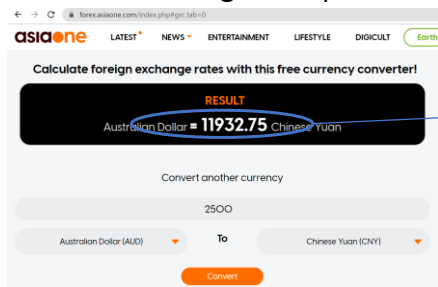 forex.asiaone.com/index.php#gsc.tab=0
asiaone LATEST NEWS ENTERTAINMENT LIFESTYLE DIGICULT Earth
Calculate foreign exchange rates with this free currency converter!
RESULT
Australian Dollar = 11932.75 Chinese Yuan
Convert another currency
2500
Australian Dollar (AUD) To Chinese Yuan (CNY)
Convert